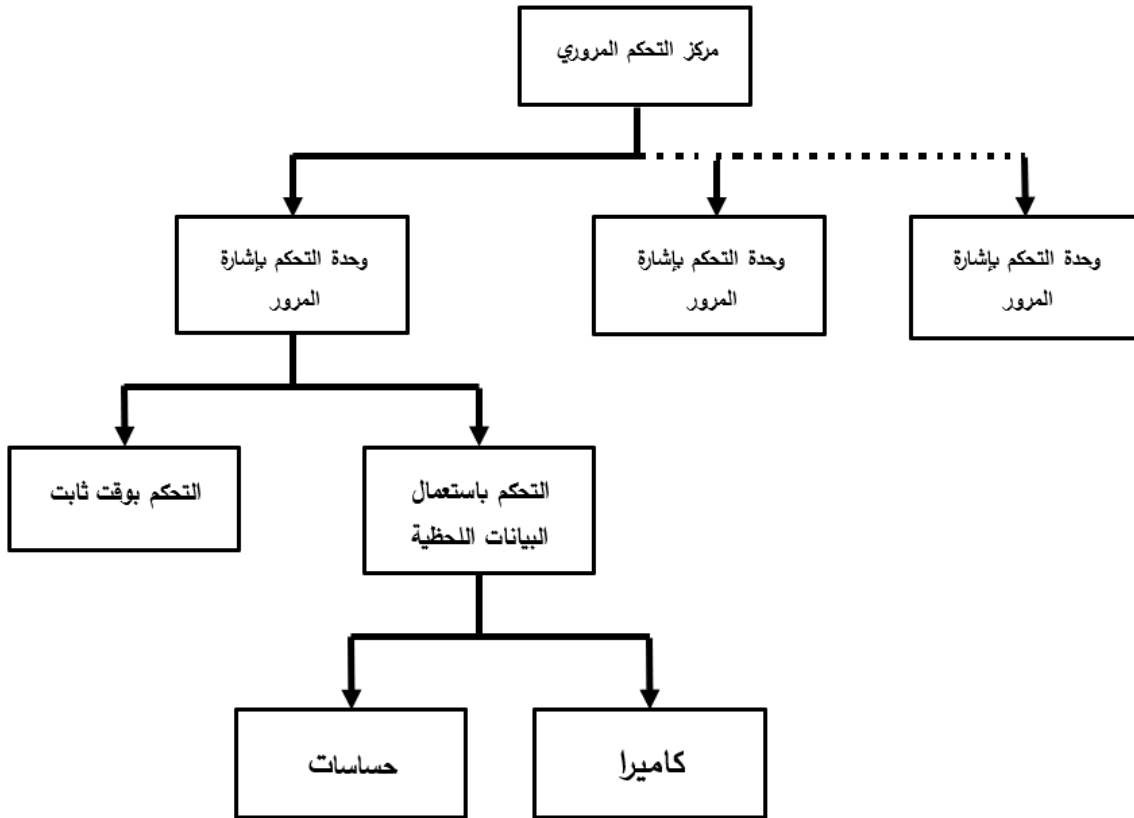 مركز التحكم المروري
وحدة التحكم بإشارة
المرور
وحدة التحكم بإشارة
المرور
وحدة التحكم بإشارة
المرور
التحكم باستعمال
البيانات اللحظية
التحكم بوقت ثابت
كاميرا
حساسات